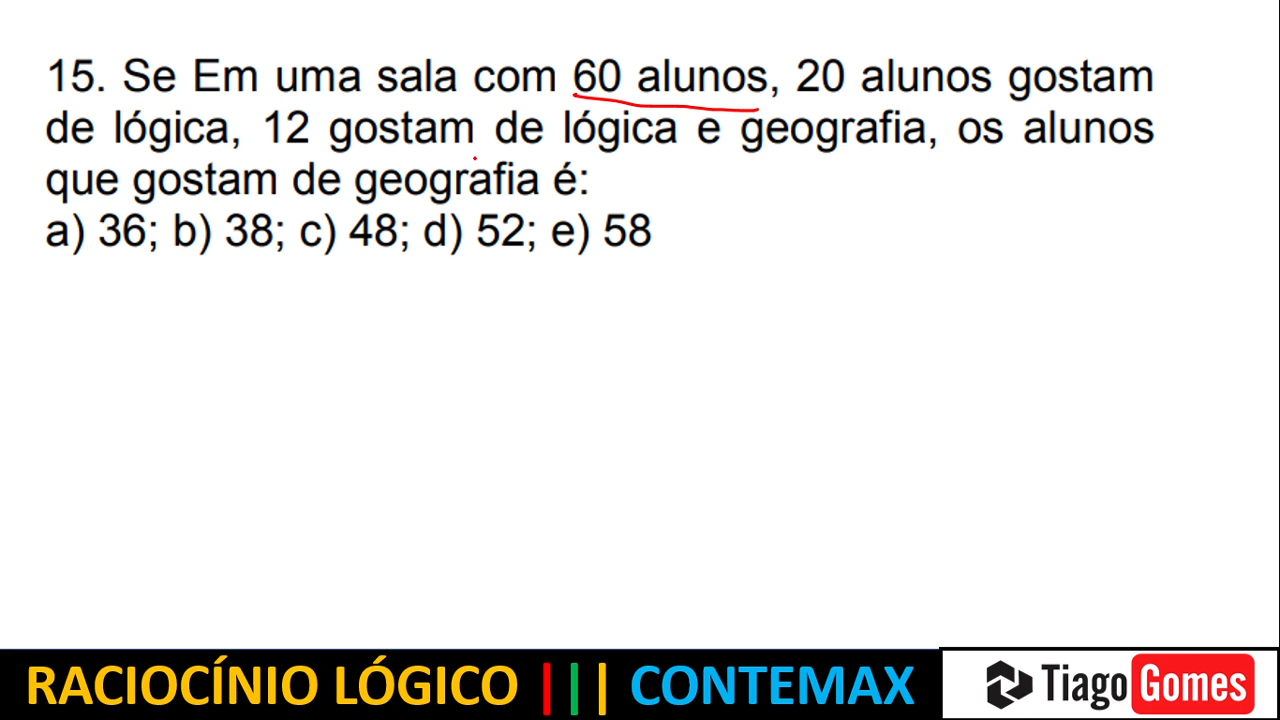 15. Se Em uma sala com 60 alunos, 20 alunos gostam
de lógica, 12 gostam de lógica e geografia, os alunos
que gostam de geografia é:
a) 36; b) 38; c) 48; d) 52; e) 58
RACIOCÍNIO LÓGICO ||| CONTEMAX Tiago Gomes